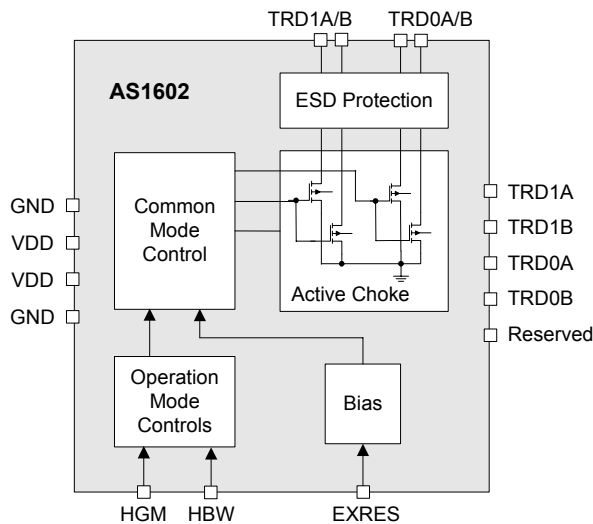 TRD1A/B TRD0A/B
AS1602
ESD Protection
Common
Mode
Control
Active Choke
GND
VDD
VDD
GND
TRD1A
TRD1B
TRD0A
TRD0B
Reserved
Operation
Mode
Controls
Bias
HGM HBW EXRES